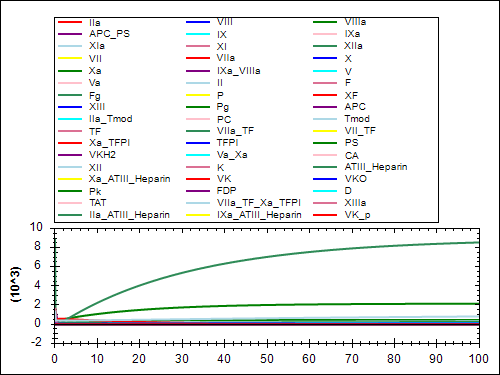 IIa VIII VIIIa
APC_PS IX IXa
XIa XI XIIa
VII VIIa X
Xa IXa_VIIIa V
Va II F
Fg P XF
XIII Pg APC
IIa_Tmod PC Tmod
TF VIIa_TF VII_TF
Xa_TFPI TFPI PS
VKH2 Va_Xa CA
XII K ATIII_Heparin
Xa_ATIII_Heparin VK VKO
Pk FDP D
TAT VIIa_TF_Xa_TFPI XIIIa
IIa_ATIII_Heparin IXa_ATIII_Heparin VK_p
10
8
6
4
2
0
-2
(10^3)
0 10 20 30 40 50 60 70 80 90 100